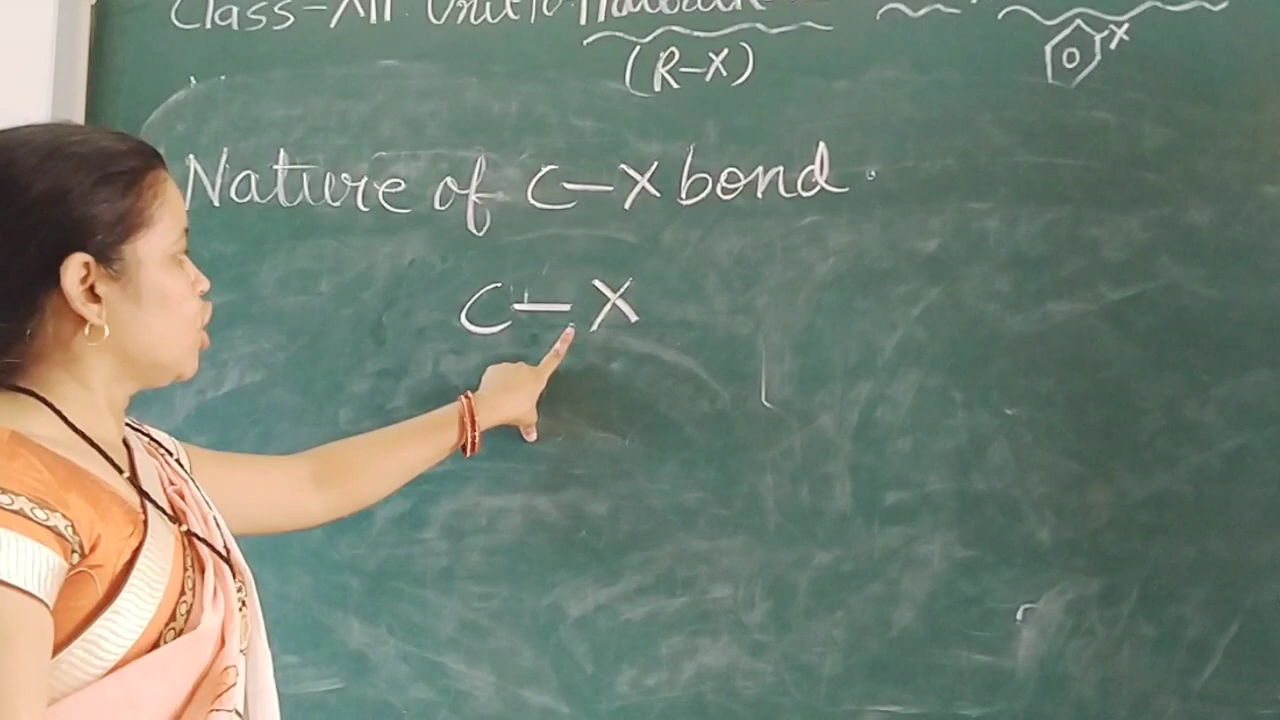 Class-XII Unit 10
(R-X)
X
Nature of C-X bond.
C-X